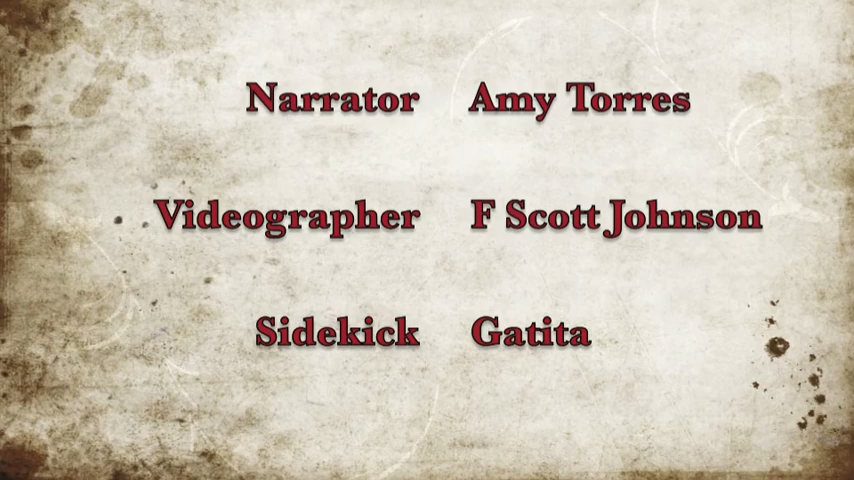 Narrator Amy Torres
Videographer F Scott Johnson
Sidekick Gatita